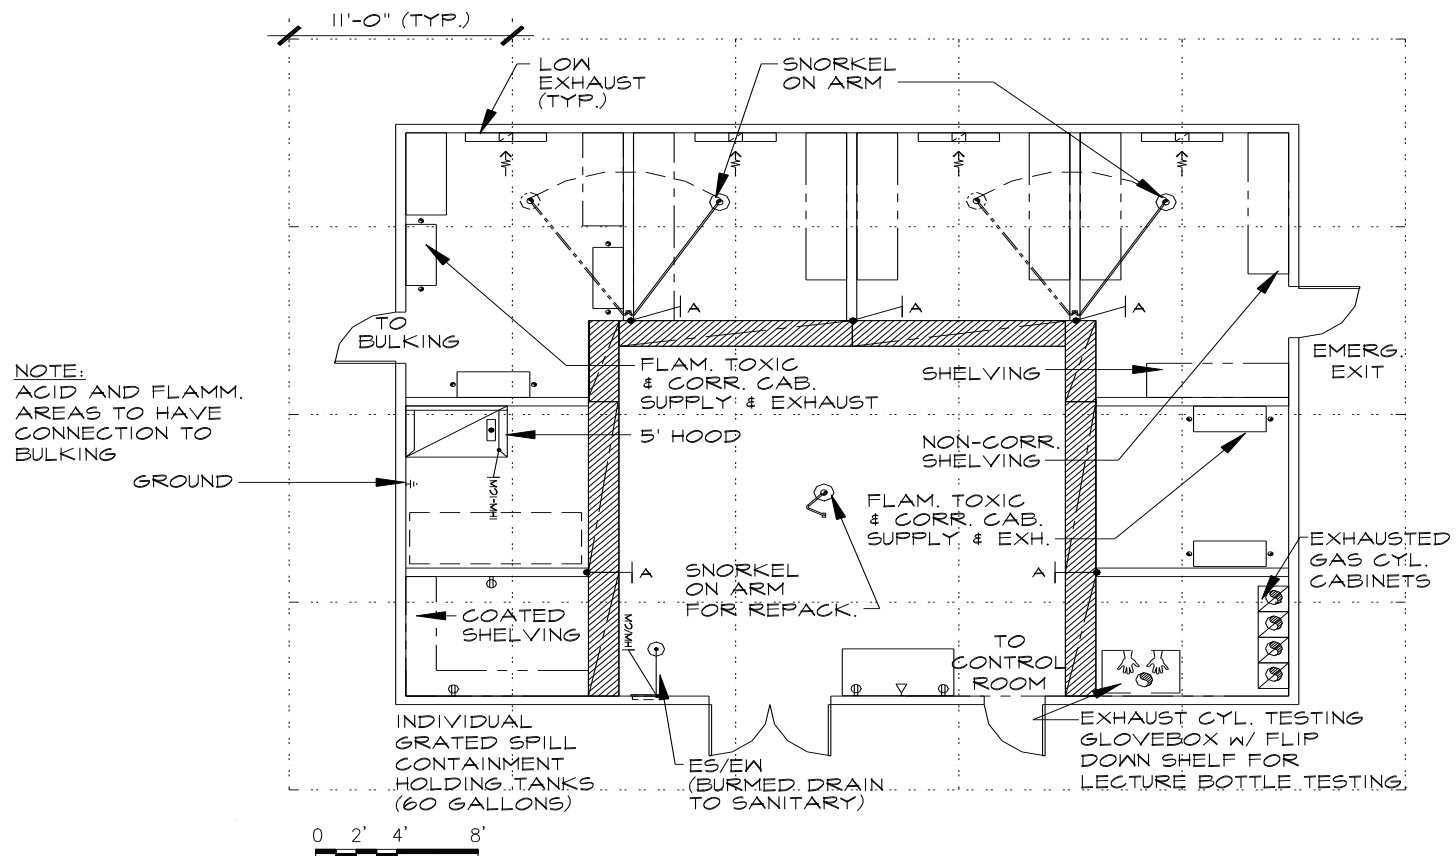 11'-0" (TYP.)
LOW
EXHAUST
(TYP.)
SNORKEL
ON ARM
A
A
A
TO
BULKING
EMERG.
EXIT
NOTE:
ACID AND FLAMM.
AREAS TO HAVE
CONNECTION TO
BULKING
FLAM. TOXIC
& CORR. CAB.
SUPPLY & EXHAUST
SHELVING
5' HOOD
NON-CORR.
SHELVING
GROUND
FLAM. TOXIC
& CORR. CAB.
SUPPLY & EXH.
EXHAUSTED
GAS CYL.
CABINETS
A
SNORKEL
ON ARM
FOR REPACK.
A
COATED
SHELVING
TO
CONTROL
ROOM
INDIVIDUAL
GRATED SPILL
CONTAINMENT
HOLDING TANKS
(60 GALLONS)
ES/EW
(BURMED DRAIN
TO SANITARY)
EXHAUST CYL. TESTING
GLOVEBOX W/ FLIP
DOWN SHELF FOR
LECTURE BOTTLE TESTING
0 2' 4' 8'